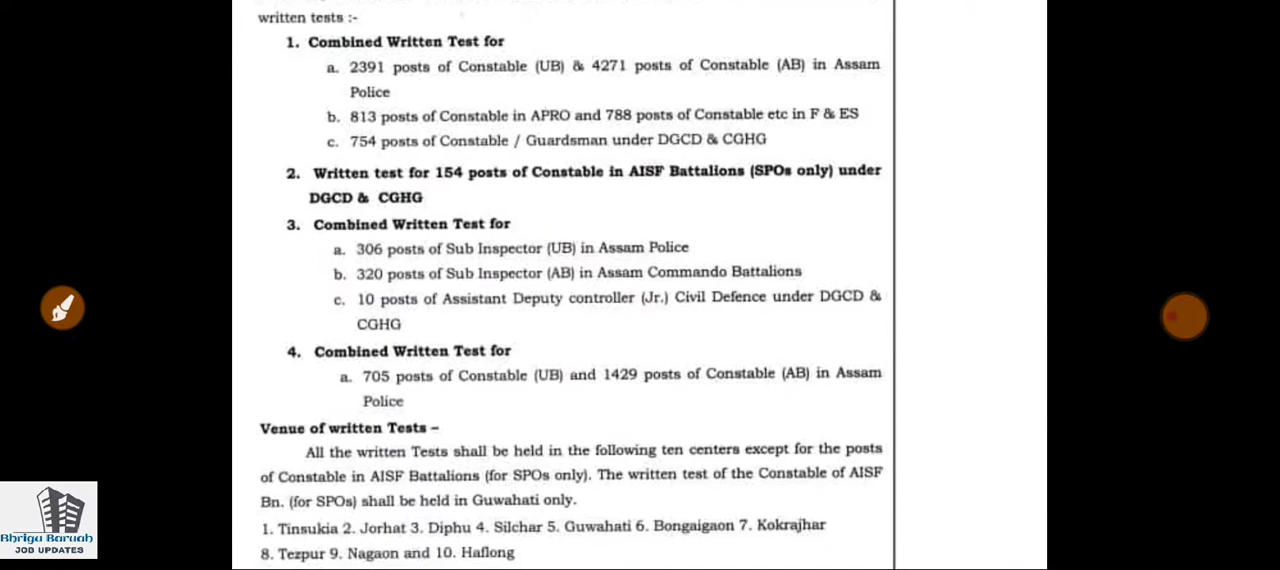 written tests :-
1. Combined Written Test for
a. 2391 posts of Constable (UB) & 4271 posts of Constable (AB) in Assam
Police
b. 813 posts of Constable in APRO and 788 posts of Constable etc in F & ES
c. 754 posts of Constable / Guardsman under DGCD & CGHG
2. Written test for 154 posts of Constable in AISF Battalions (SPOs only) under
DGCD & CGHG
3. Combined Written Test for
a. 306 posts of Sub Inspector (UB) in Assam Police
b. 320 posts of Sub Inspector (AB) in Assam Commando Battalions
c. 10 posts of Assistant Deputy controller (Jr.) Civil Defence under DGCD &
CGHG
4. Combined Written Test for
a. 705 posts of Constable (UB) and 1429 posts of Constable (AB) in Assam
Police
Venue of written Tests –
All the written Tests shall be held in the following ten centers except for the posts
of Constable in AISF Battalions (for SPOs only). The written test of the Constable of AISF
Bn. (for SPOs) shall be held in Guwahati only.
1. Tinsukia 2. Jorhat 3. Diphu 4. Silchar 5. Guwahati 6. Bongaigaon 7. Kokrajhar
8. Tezpur 9. Nagaon and 10. Haflong
Bhrigu Baruah
JOB UPDATES